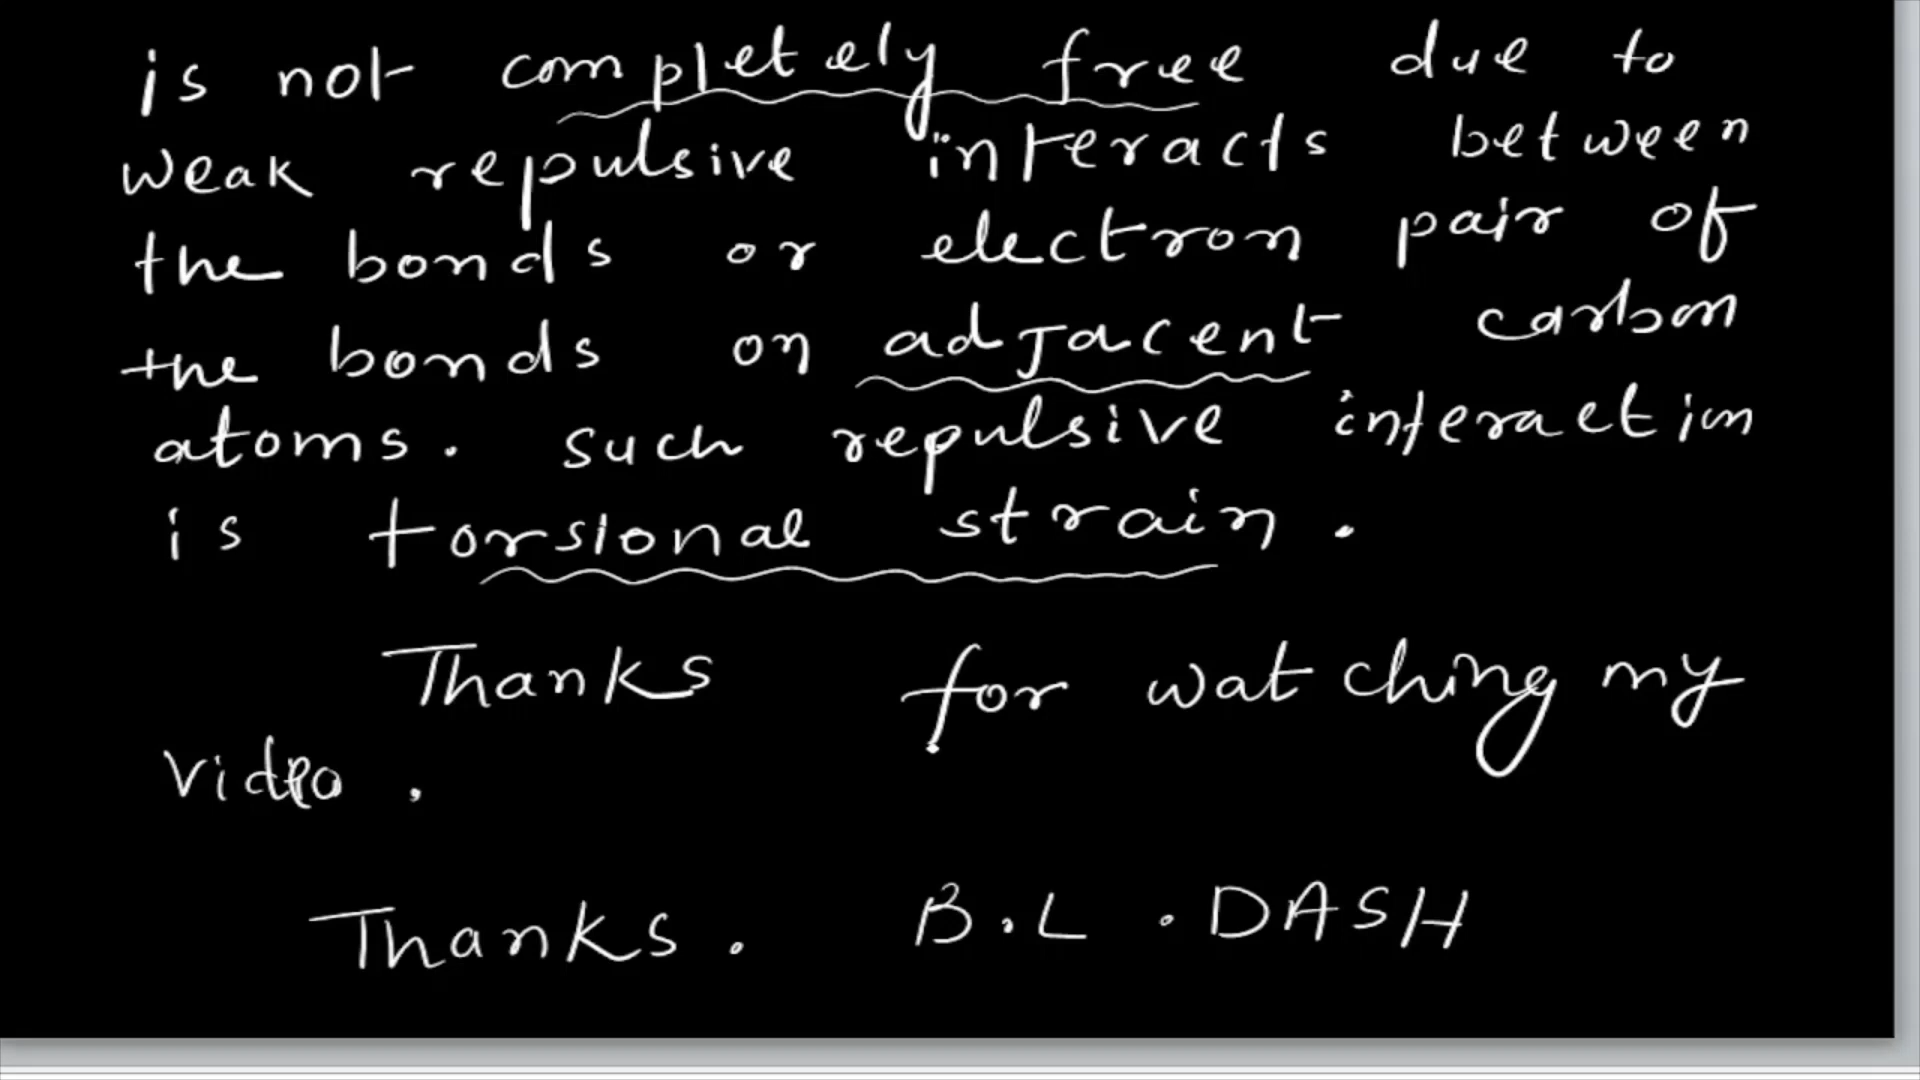 is not completely free due to
weak repulsive interacts between
the bonds or electron pair of
the bonds on adjacent carbon
atoms. such repulsive interaction
is torsional strain.
Thanks for watching my
video.
Thanks. B.L. DASH